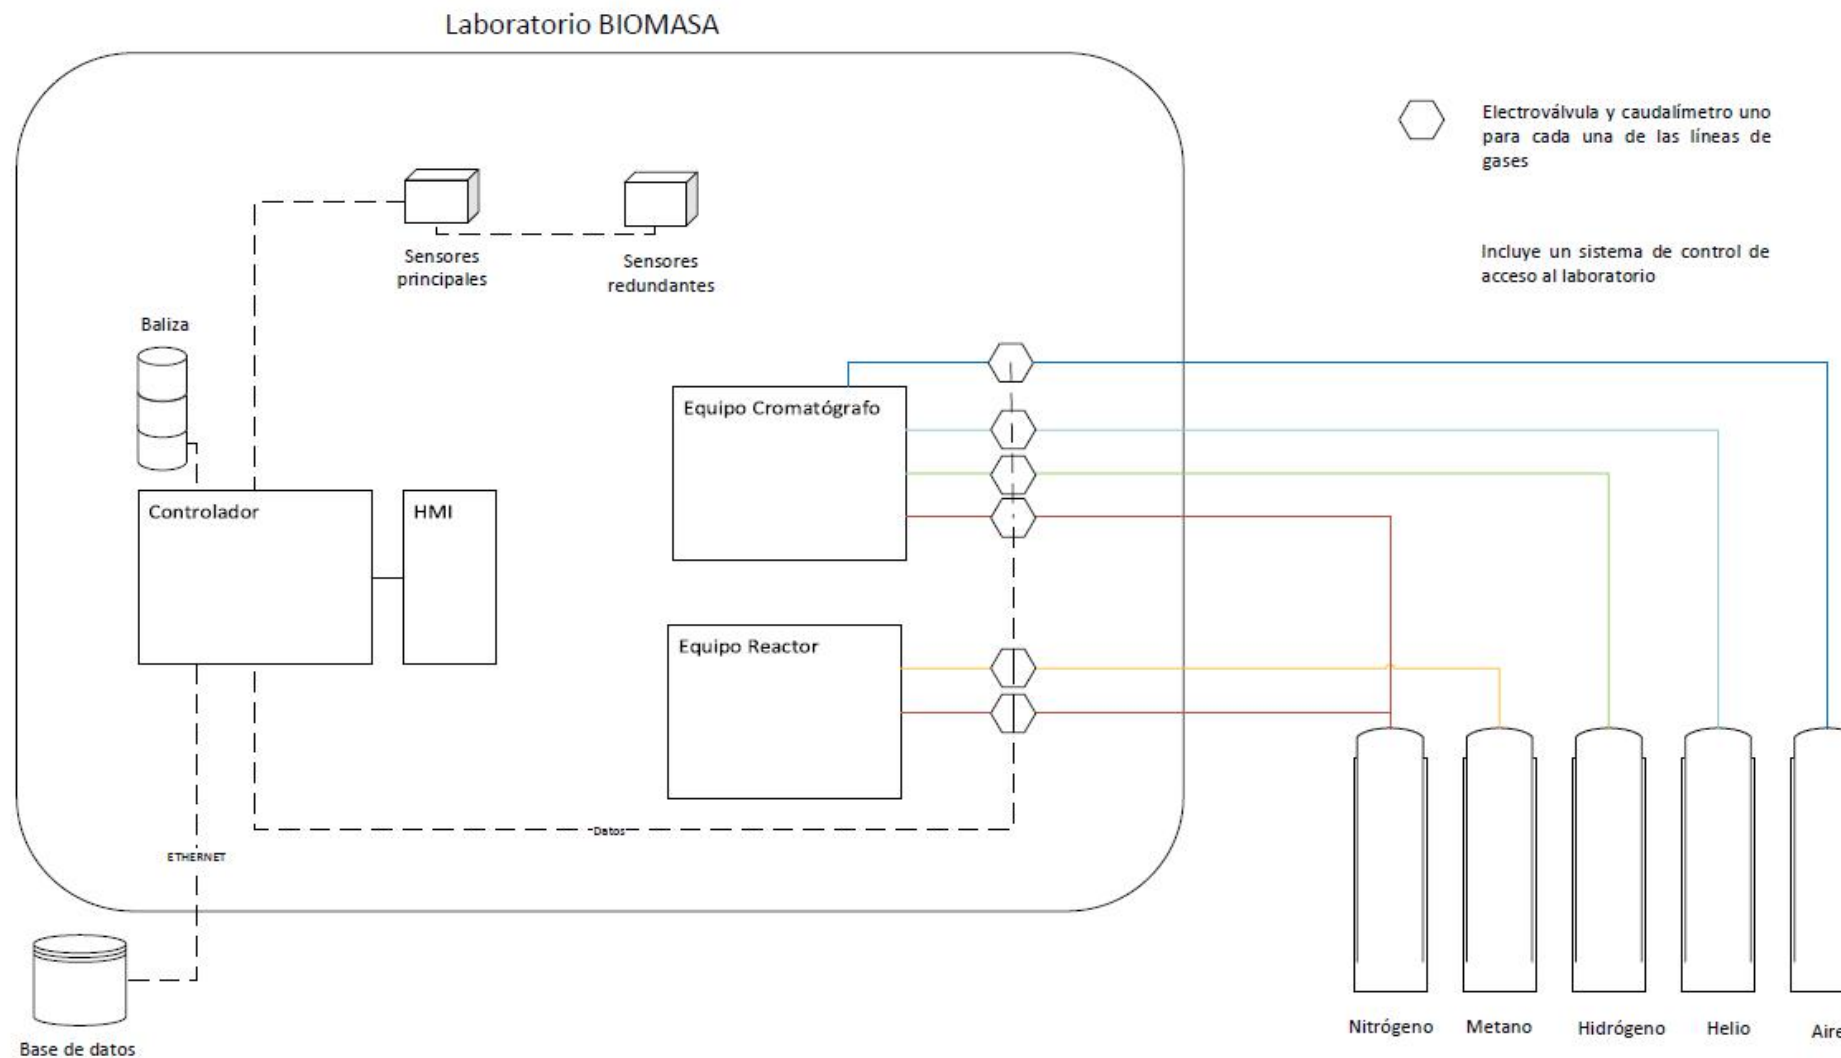 Laboratorio BIOMASA
Electroválvula y caudalímetro uno
para cada una de las líneas de
gases
Sensores
principales
Sensores
redundantes
Incluye un sistema de control de
acceso al laboratorio
Baliza
Equipo Cromatógrafo
Controlador
HMI
Equipo Reactor
Datos
ETHERNET
Nitrógeno
Metano
Hidrógeno
Helio
Aire
Base de datos